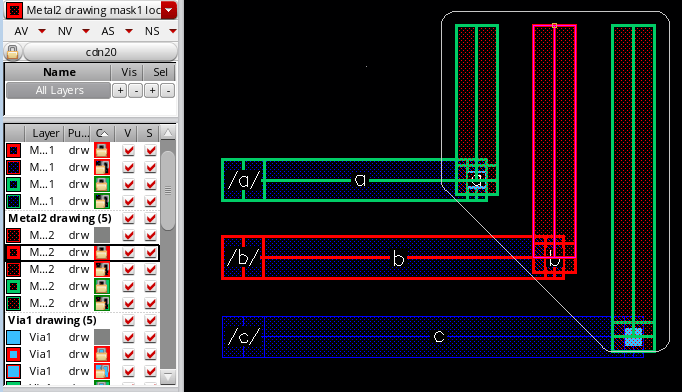 Metal2 drawing mask1 loc
AV NV AS NS
cdn20
Name Vis Sel
All Layers + - + -
Layer Pu... C V S
M...1 drw
M...1 drw
M...1 drw
M...1 drw
Metal2 drawing (5)
M...2 drw
M...2 drw
M...2 drw
M...2 drw
M...2 drw
Via1 drawing (5)
Via1 drw
Via1 drw
Via1 drw
/a/ a a
/b/ b b
/c/ c